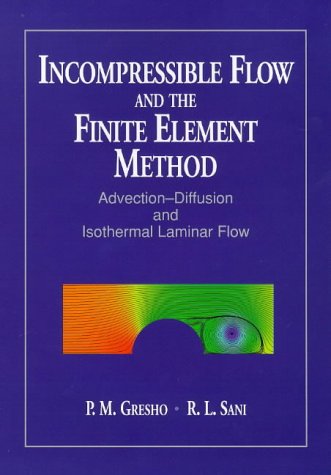 INCOMPRESSIBLE FLOW
AND THE
FINITE ELEMENT
METHOD
Advection–Diffusion
and
Isothermal Laminar Flow
P. M. GRESHO · R. L. SANI